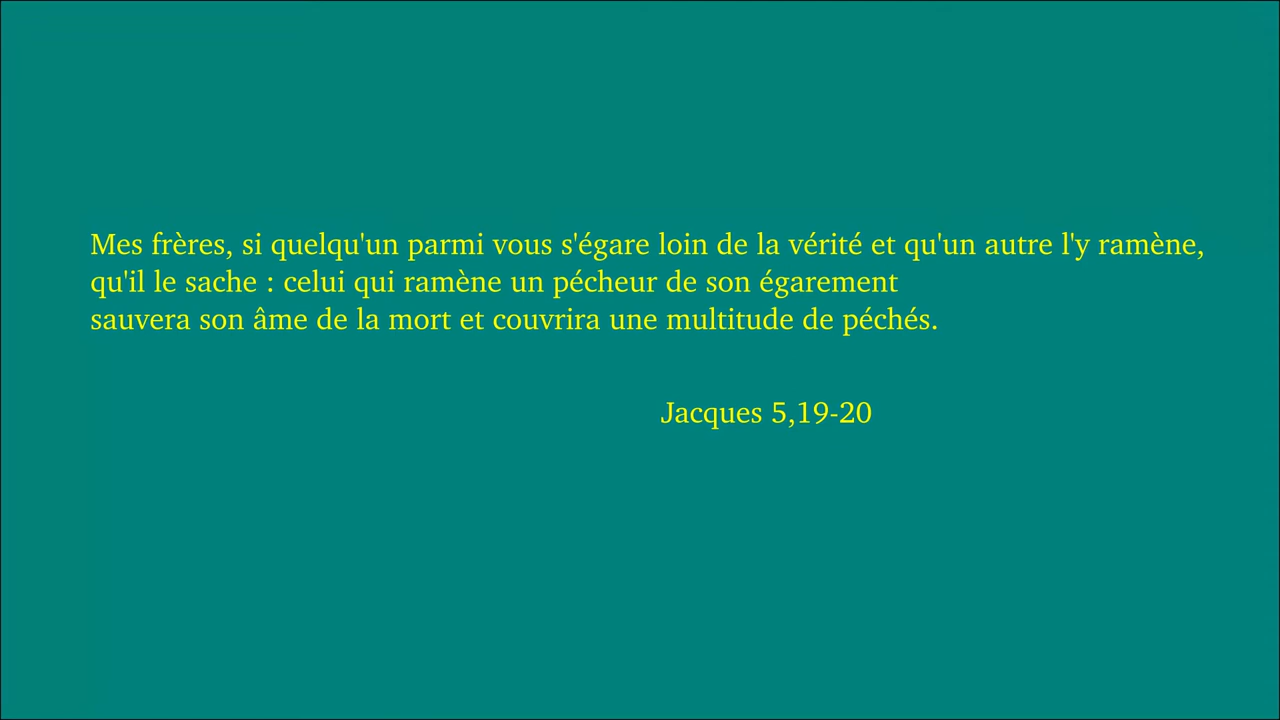 Mes frères, si quelqu'un parmi vous s'égare loin de la vérité et qu'un autre l'y ramène,
qu'il le sache : celui qui ramène un pécheur de son égarement
sauvera son âme de la mort et couvrira une multitude de péchés.
Jacques 5,19-20